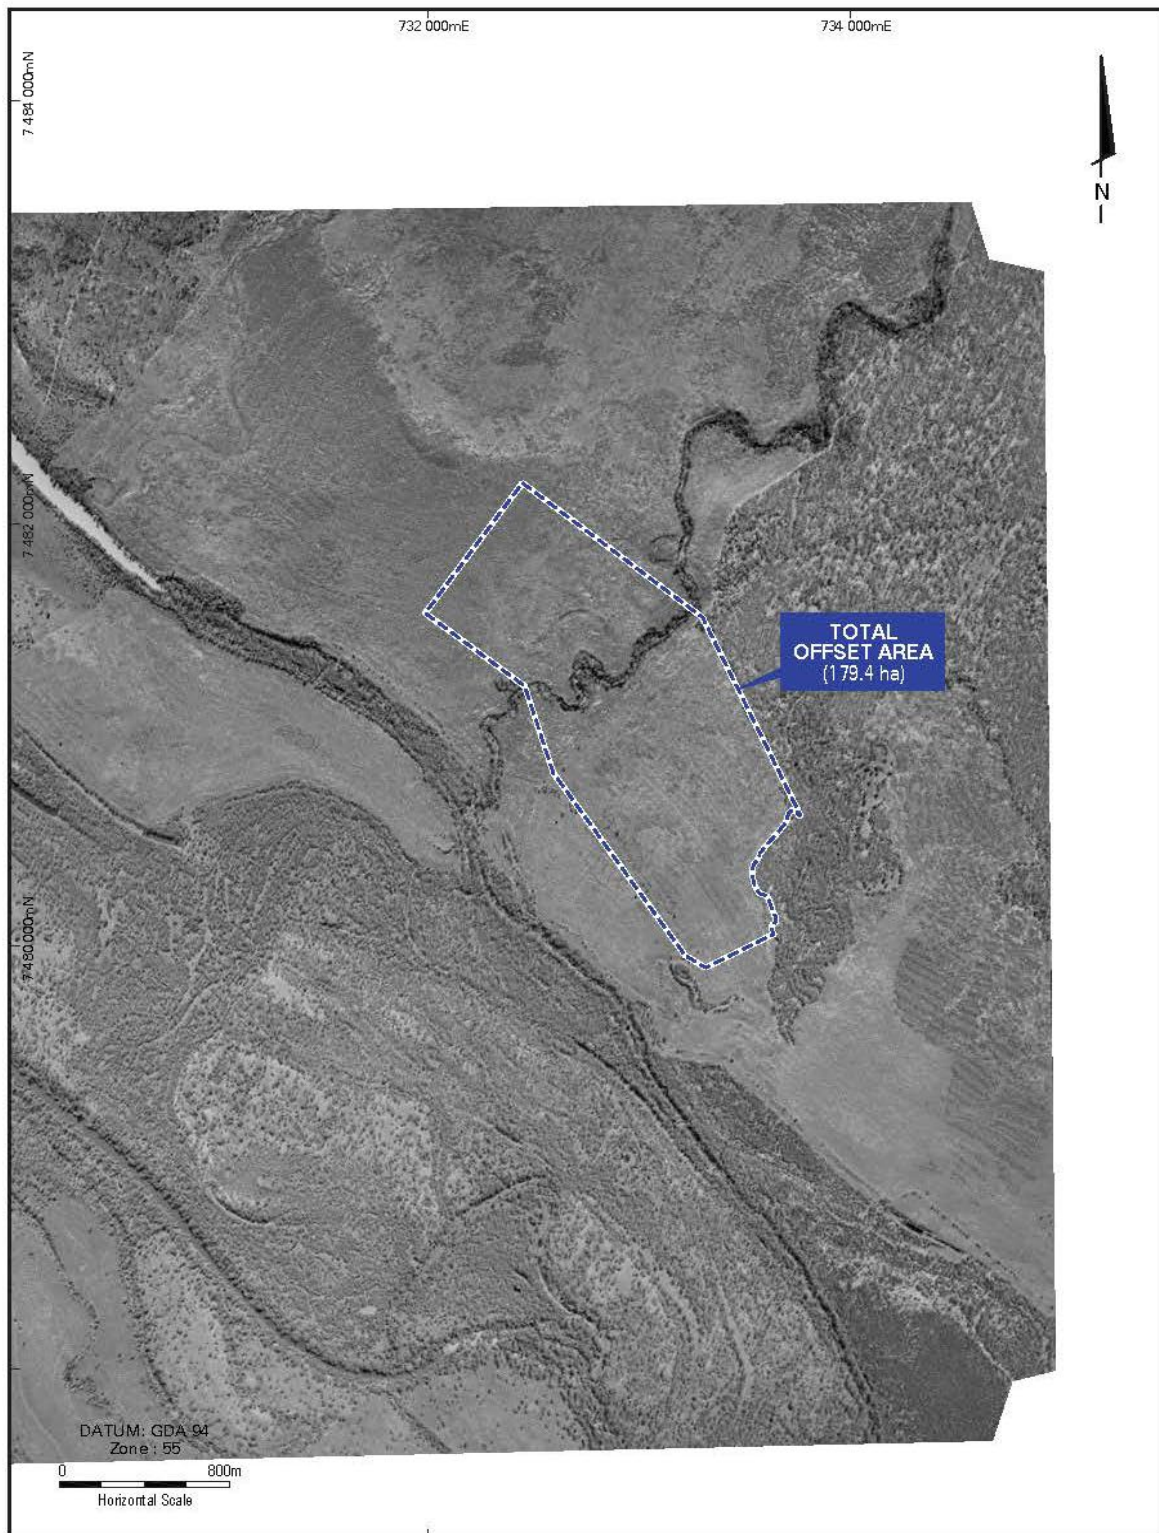 732 000mE
734 000mE
7 484 000mN
N
7 482 000mN
TOTAL
OFFSET AREA
(179.4 ha)
7 480 000mN
DATUM: GDA 94
Zone : 55
0 800m
Horizontal Scale